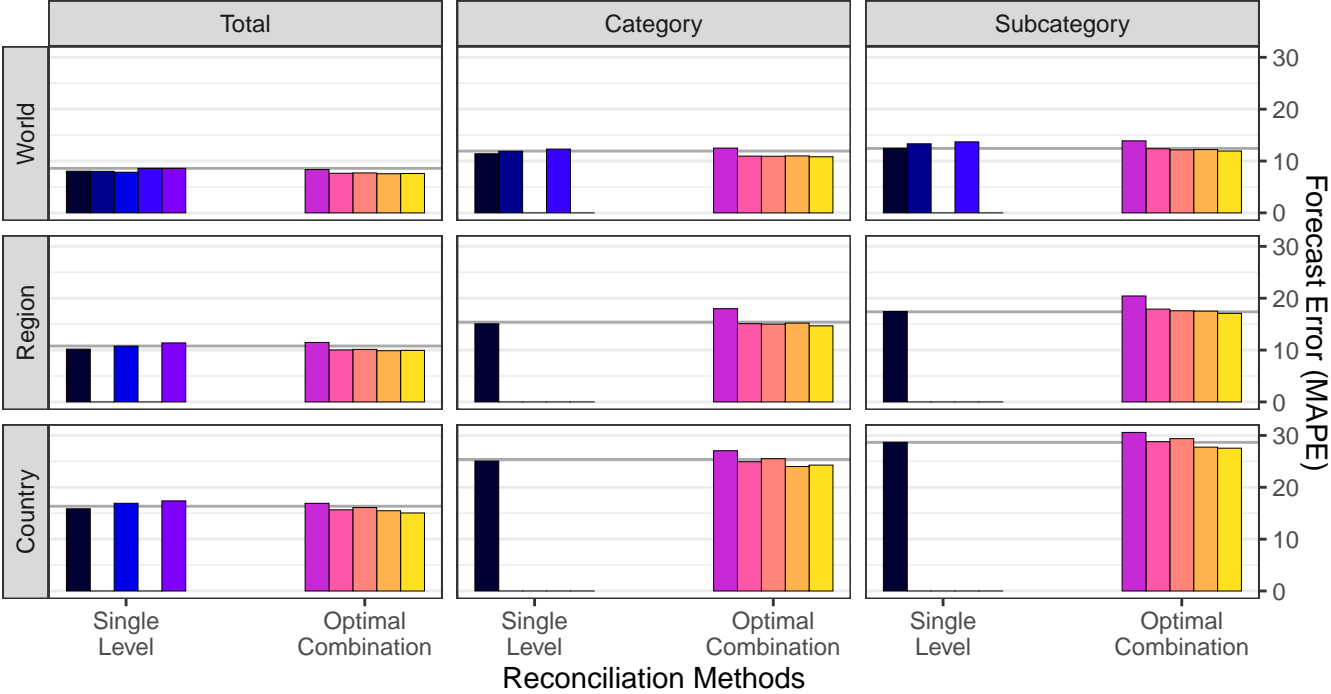 Total
Category
Subcategory
World
30
20
10
0
Region
30
20
10
0
Country
30
20
10
0
Forecast Error (MAPE)
Single
Level
Optimal
Combination
Single
Level
Optimal
Combination
Single
Level
Optimal
Combination
Reconciliation Methods